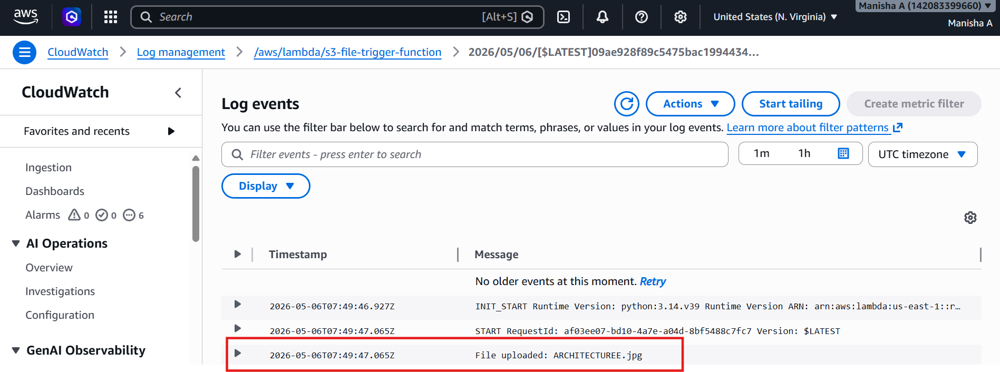 aws
Search
[Alt+S]
United States (N. Virginia)
Manisha A (142083399660)
Manisha A
CloudWatch
Log management
/aws/lambda/s3-file-trigger-function
2026/05/06/[$LATEST]09ae928f89c5475bac1994434...
CloudWatch
Favorites and recents
Ingestion
Dashboards
Alarms 0 0 6
AI Operations
Overview
Investigations
Configuration
GenAI Observability
Log events
Actions
Start tailing
Create metric filter
You can use the filter bar below to search for and match terms, phrases, or values in your log events. Learn more about filter patterns
Filter events - press enter to search
1m 1h
UTC timezone
Display
Timestamp Message
No older events at this moment. Retry
2026-05-06T07:49:46.927Z INIT_START Runtime Version: python:3.14.v39 Runtime Version ARN: arn:aws:lambda:us-east-1::r…
2026-05-06T07:49:47.065Z START RequestId: af03ee07-bd10-4a7e-a04d-8bf5488c7fc7 Version: $LATEST
2026-05-06T07:49:47.065Z File uploaded: ARCHITECTUREE.jpg